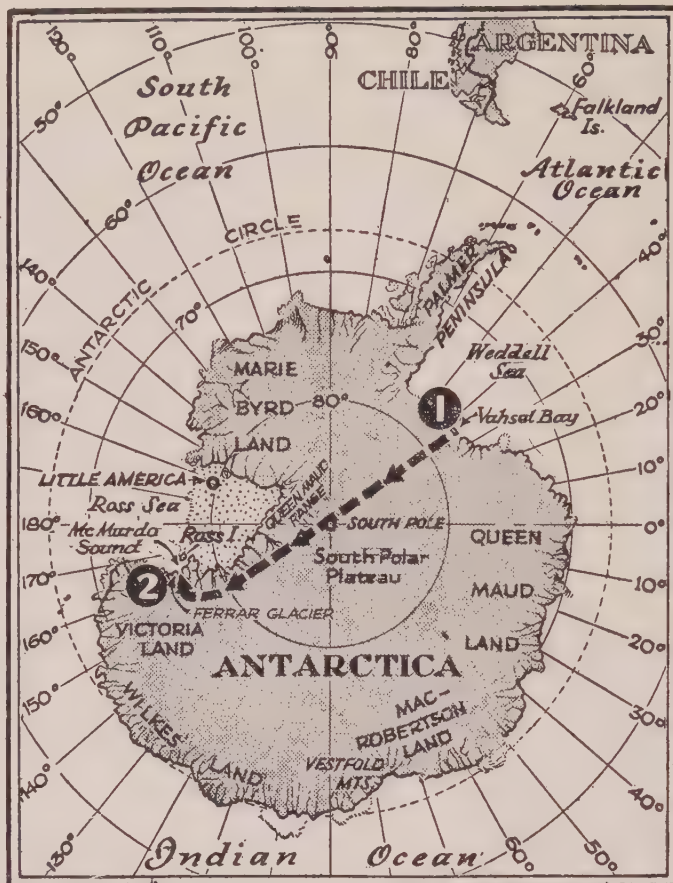 120°
110°
100°
90°
80°
ARGENTINA
CHILE
60°
Falkland
Is.
South
Pacific
Ocean
Atlantic
Ocean
50°
60°
40°
140°
ANTARCTIC CIRCLE
70°
150°
30°
160°
20°
10°
PALMER
PENINSULA
Weddell
Sea
1
Vahsal Bay
MARIE
BYRD
LAND
80°
LITTLE AMERICA
Ross Sea
Ross I.
QUEEN MAUD
RANGE
180°
SOUTH POLE
0°
McMurdo
Sound
South Polar
Plateau
QUEEN
MAUD
LAND
170°
2
FERRAR GLACIER
10°
160°
VICTORIA
LAND
20°
ANTARCTICA
150°
WILKES
LAND
MAC-
ROBERTSON
LAND
30°
VESTFOLD
MTS.
140°
40°
130°
60°
50°
Indian Ocean